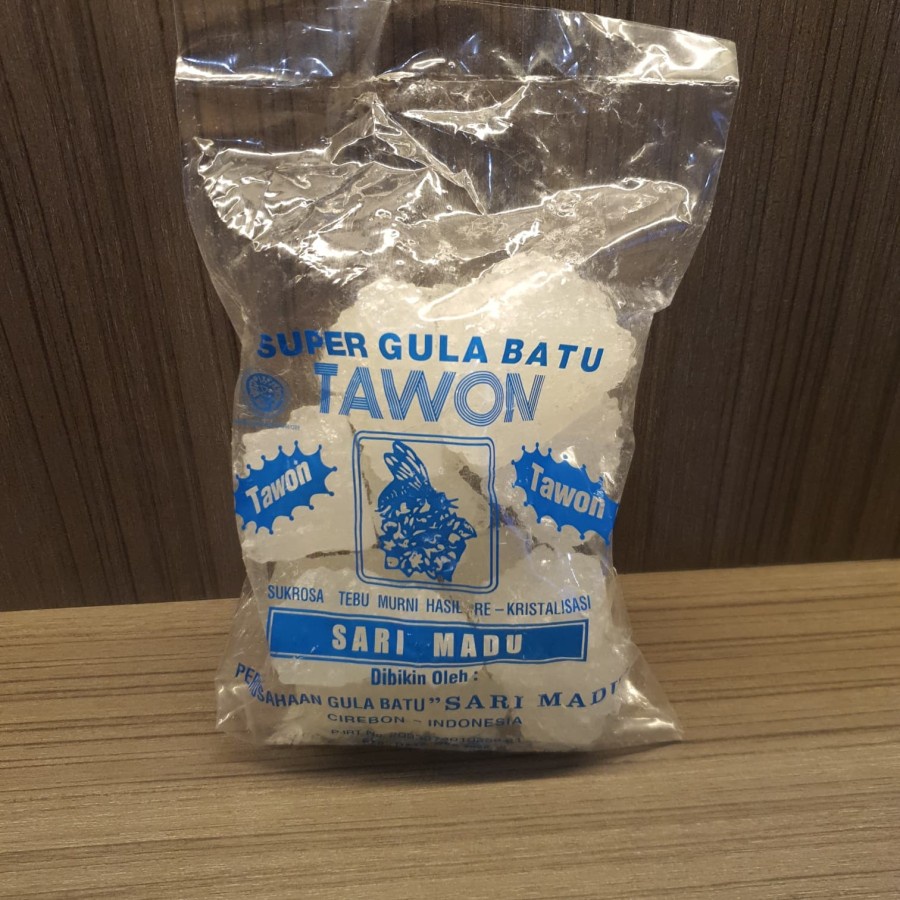 SUPER GULA BATU
TAWON
Tawon
Tawon
SUKROSA TEBU MURNI HASIL RE-KRISTALISASI
SARI MADU
Dibikin Oleh :
PERUSAHAAN GULA BATU "SARI MADU
CIREBON - INDONESIA